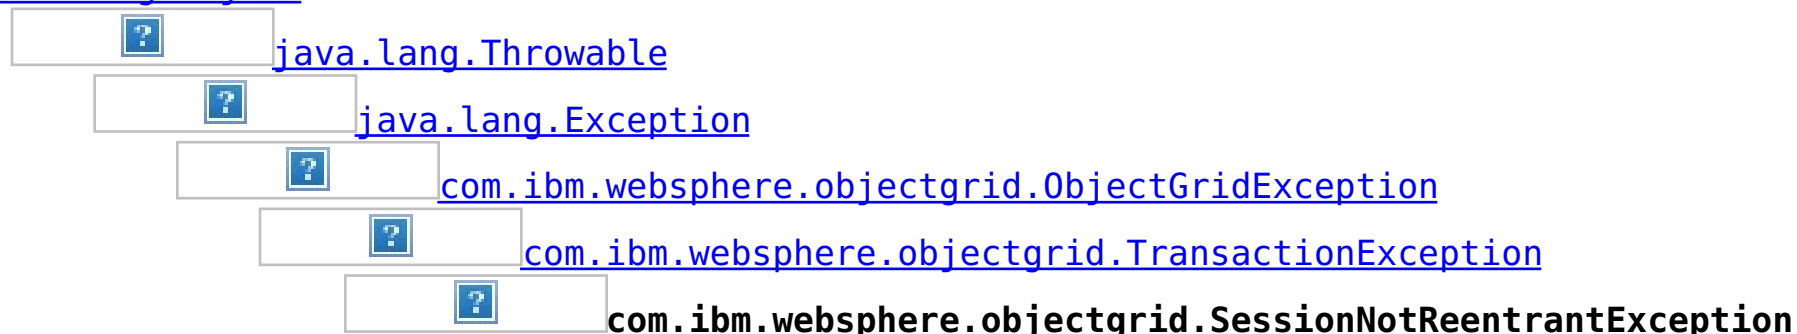 java.lang.Throwable
java.lang.Exception
com.ibm.websphere.objectgrid.ObjectGridException
com.ibm.websphere.objectgrid.TransactionException
com.ibm.websphere.objectgrid.SessionNotReentrantException